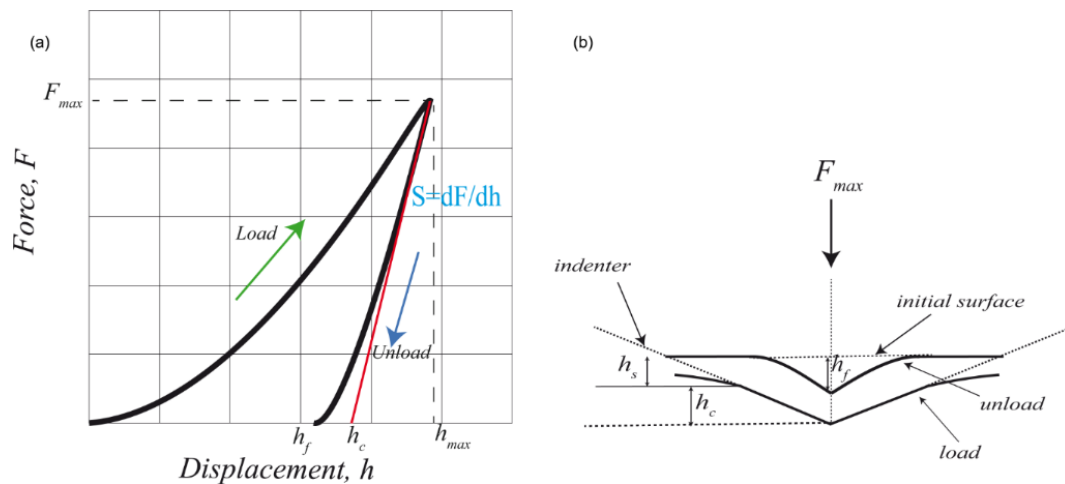 (a)
F max
Force, F
Load
S=dF/dh
Unload
h f
h c
h max
Displacement, h
(b)
F max
indenter
initial surface
h s
h f
h c
unload
load